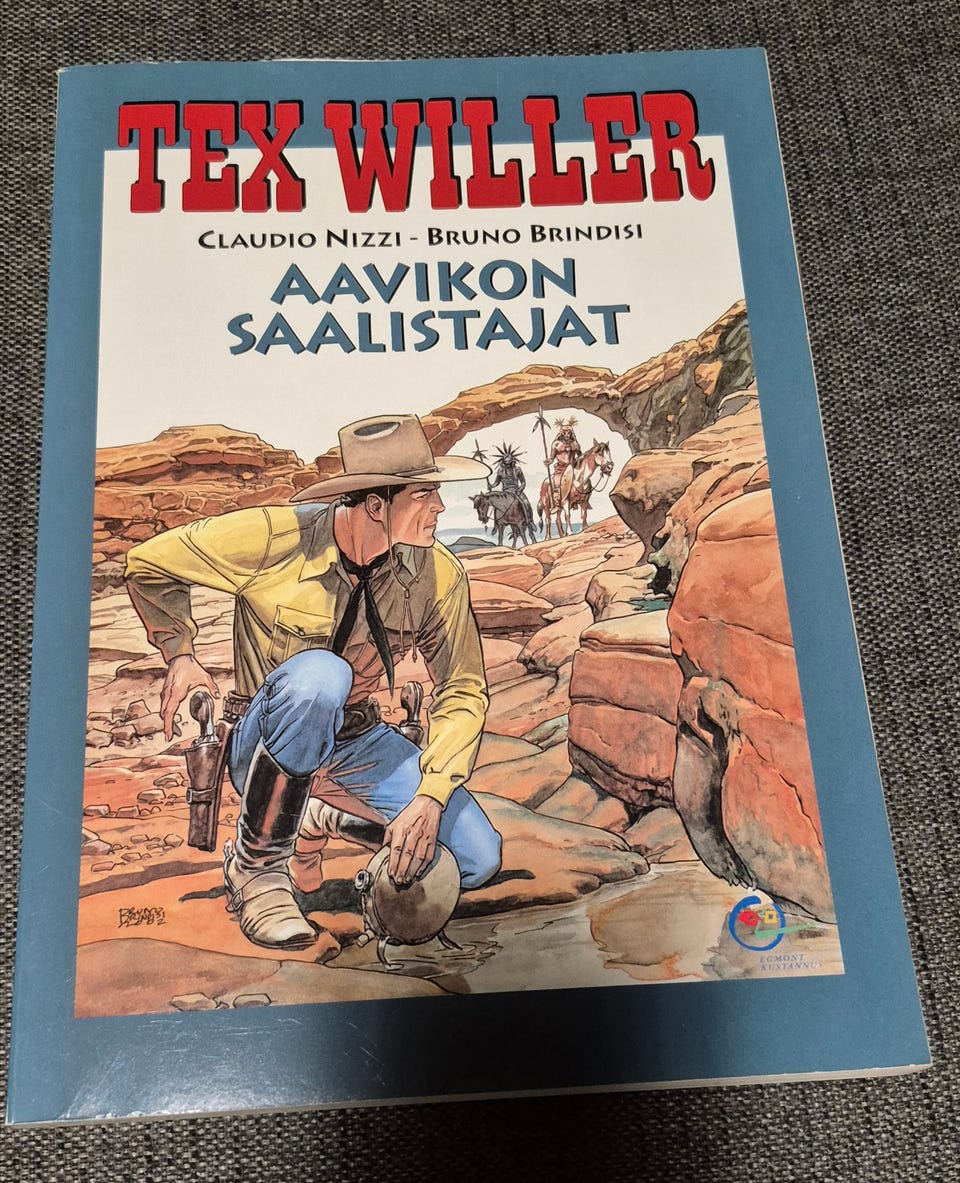 TEX WILLER
CLAUDIO NIZZI - BRUNO BRINDISI
AAVIKON
SAALISTAJAT
EGMONT
KUSTANNUS